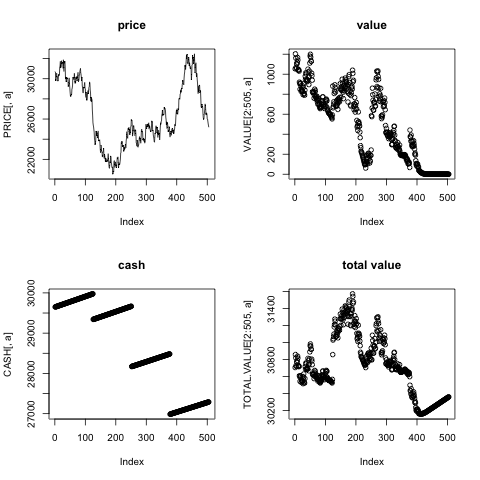 price
PRICE[, a]
22000 26000 30000
0 100 200 300 400 500
Index
value
VALUE[2:505, a]
0 200 600 1000
0 100 200 300 400 500
Index
cash
CASH[, a]
27000 28000 29000 30000
0 100 200 300 400 500
Index
total value
TOTAL.VALUE[2:505, a]
30200 30800 31400
0 100 200 300 400 500
Index